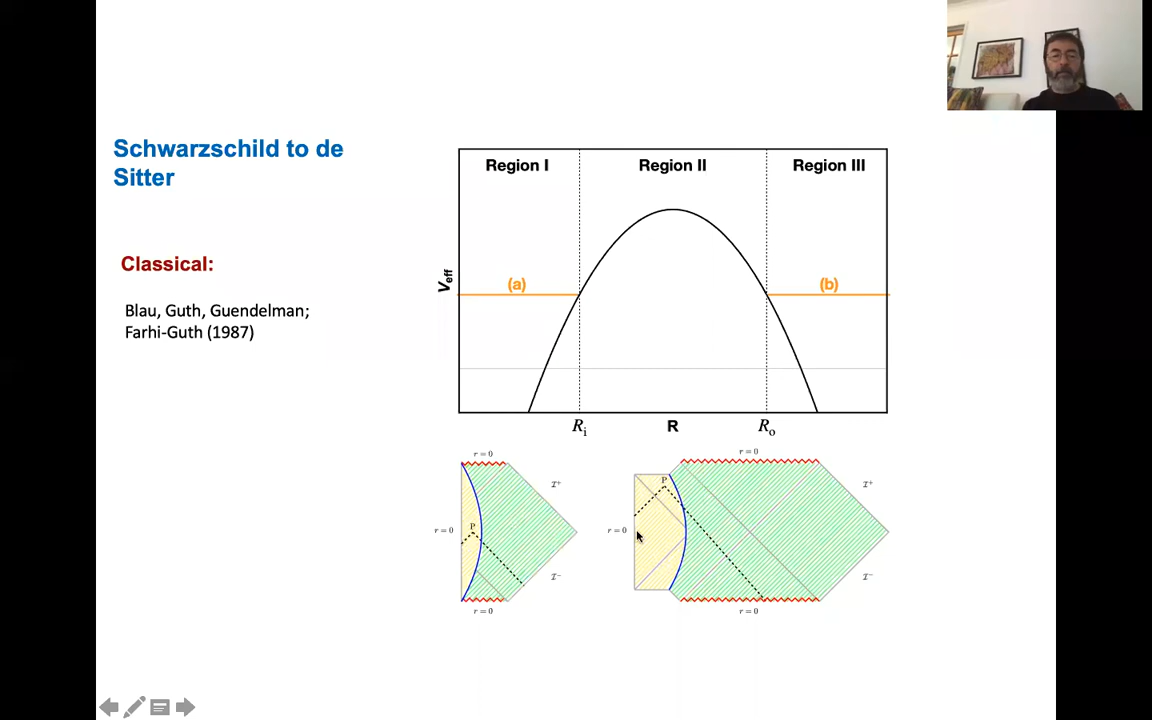 Schwarzschild to de
Sitter
Classical:
Blau, Guth, Guendelman;
Farhi-Guth (1987)
Region I
Region II
Region III
V_eff
(a)
(b)
R_i
R
R_o
r = 0
ℐ⁺
P
r = 0
ℐ⁻
r = 0
r = 0
ℐ⁺
P
r = 0
ℐ⁻
r = 0